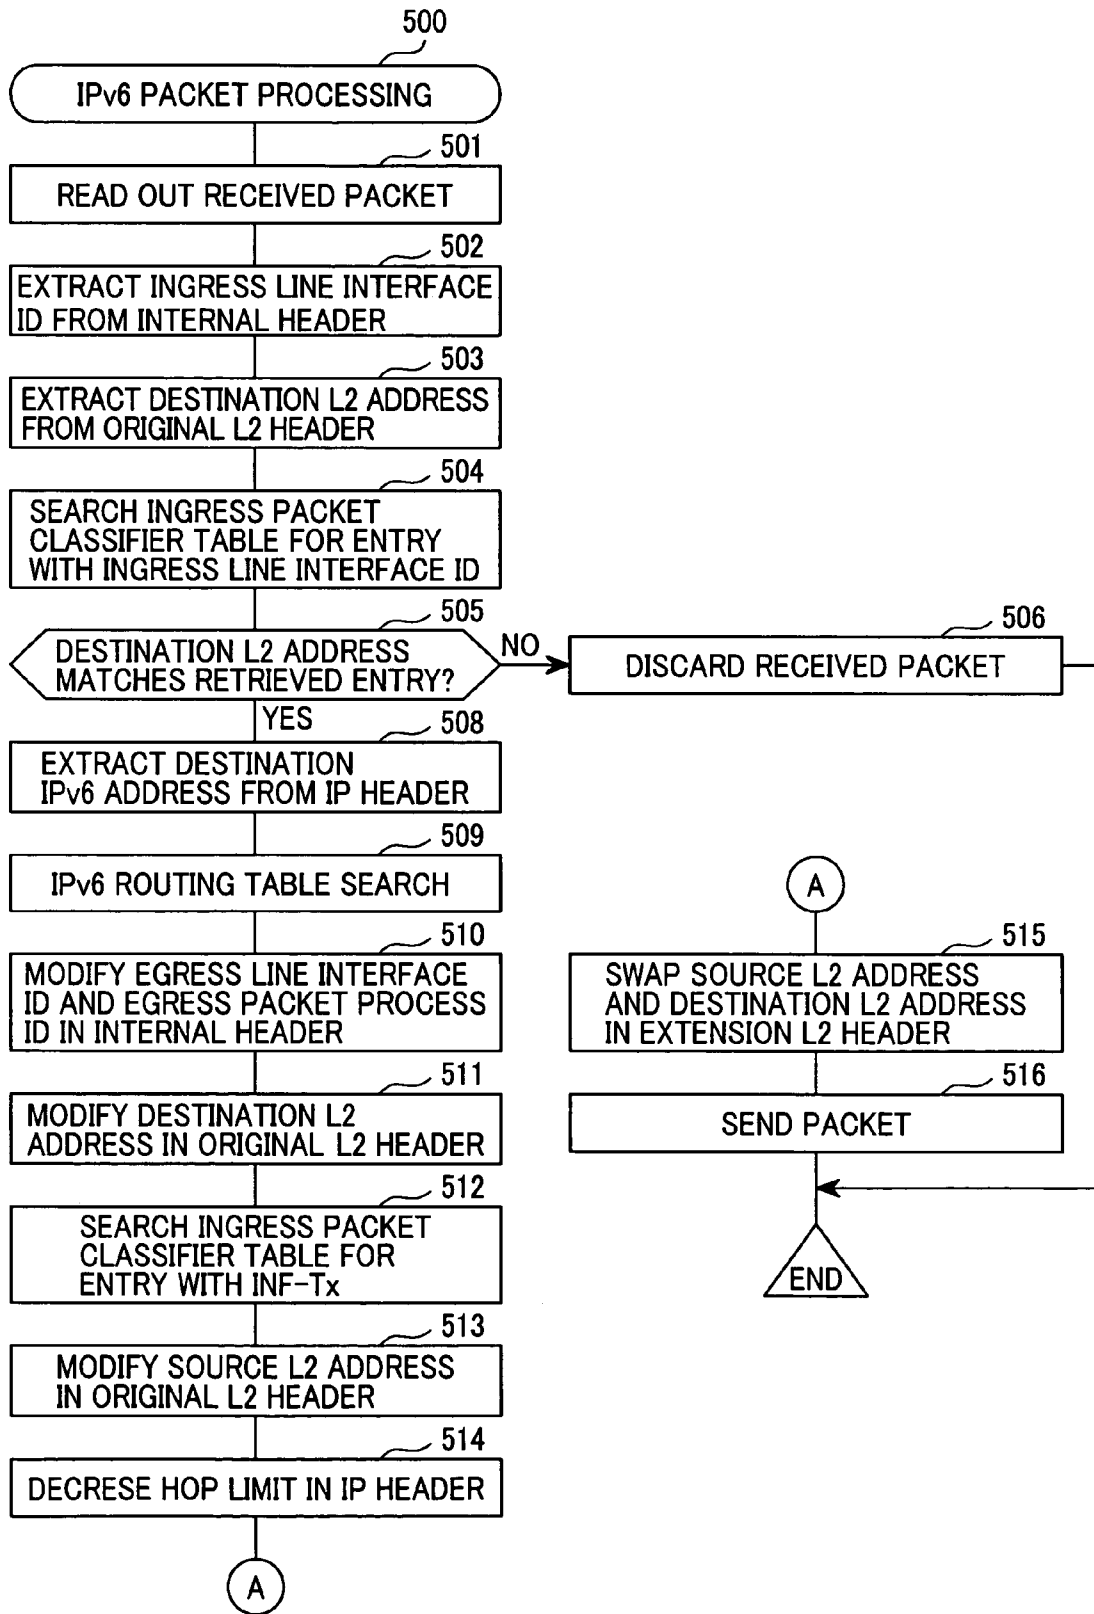 500
IPv6 PACKET PROCESSING
501
READ OUT RECEIVED PACKET
502
EXTRACT INGRESS LINE INTERFACE
ID FROM INTERNAL HEADER
503
EXTRACT DESTINATION L2 ADDRESS
FROM ORIGINAL L2 HEADER
504
SEARCH INGRESS PACKET
CLASSIFIER TABLE FOR ENTRY
WITH INGRESS LINE INTERFACE ID
505
DESTINATION L2 ADDRESS
MATCHES RETRIEVED ENTRY?
NO
506
DISCARD RECEIVED PACKET
YES
508
EXTRACT DESTINATION
IPv6 ADDRESS FROM IP HEADER
509
IPv6 ROUTING TABLE SEARCH
510
MODIFY EGRESS LINE INTERFACE
ID AND EGRESS PACKET PROCESS
ID IN INTERNAL HEADER
511
MODIFY DESTINATION L2
ADDRESS IN ORIGINAL L2 HEADER
512
SEARCH INGRESS PACKET
CLASSIFIER TABLE FOR
ENTRY WITH INF-Tx
513
MODIFY SOURCE L2 ADDRESS
IN ORIGINAL L2 HEADER
514
DECRESE HOP LIMIT IN IP HEADER
A
A
515
SWAP SOURCE L2 ADDRESS
AND DESTINATION L2 ADDRESS
IN EXTENSION L2 HEADER
516
SEND PACKET
END